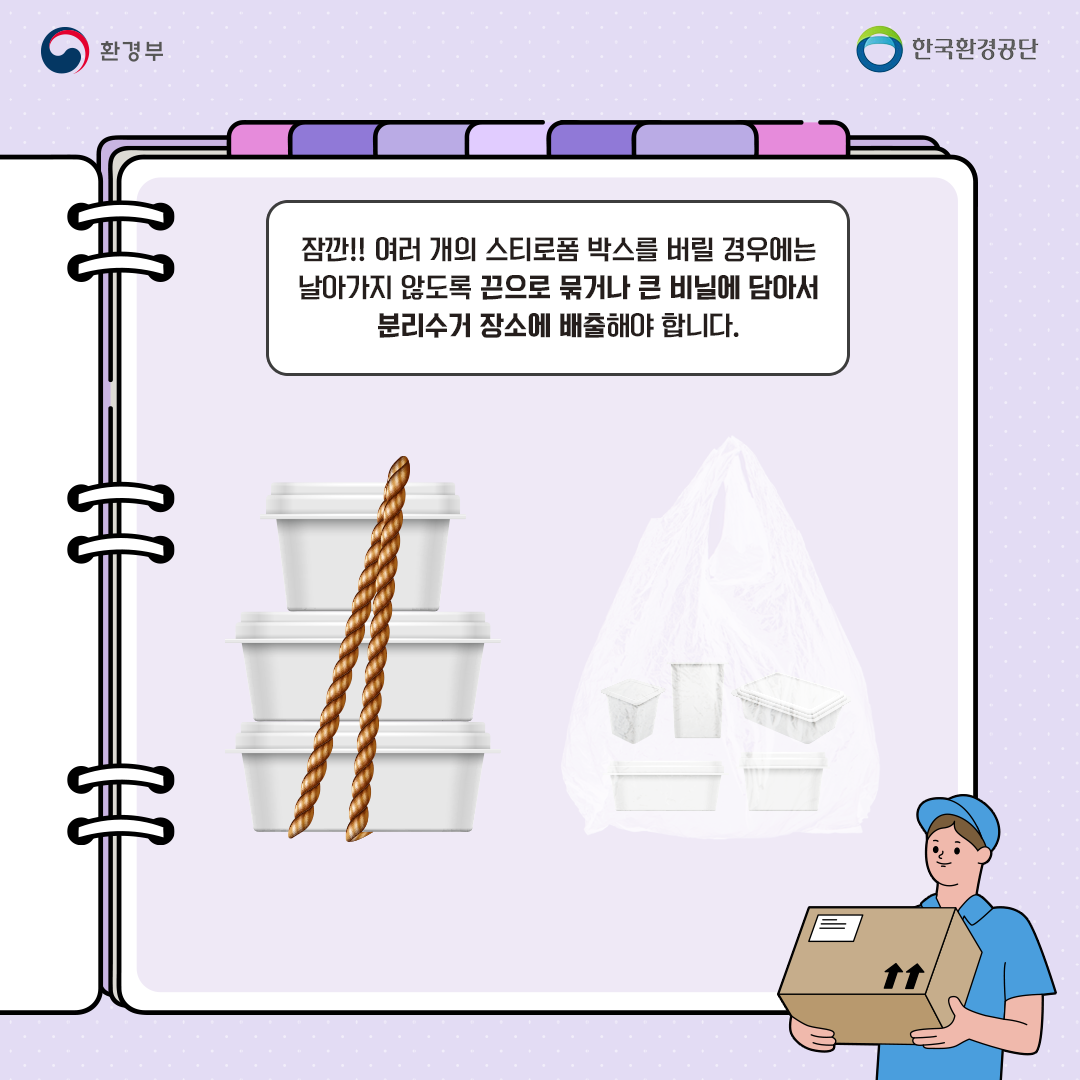 환경부
한국환경공단
잠깐!! 여러 개의 스티로폼 박스를 버릴 경우에는
날아가지 않도록 끈으로 묶거나 큰 비닐에 담아서
분리수거 장소에 배출해야 합니다.